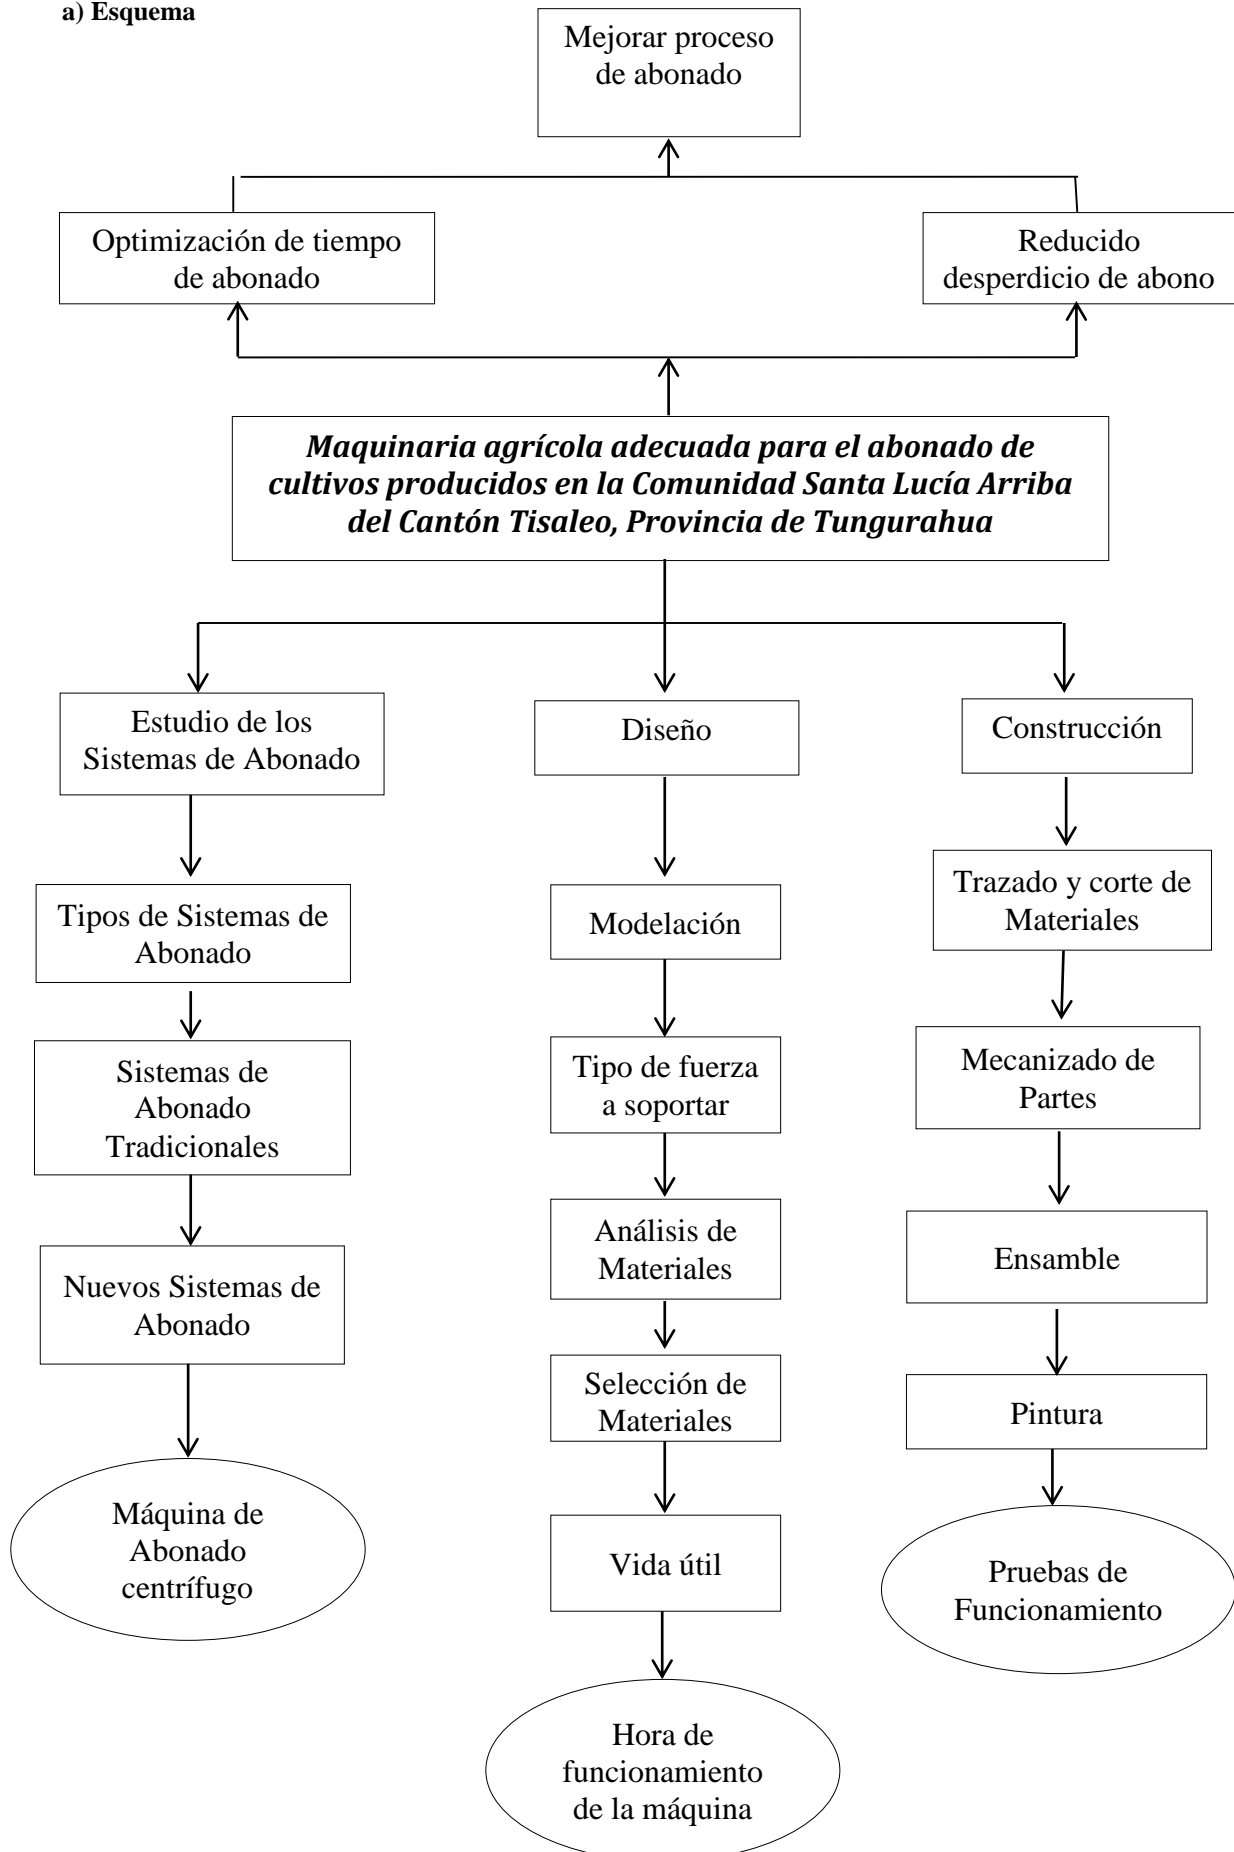 a) Esquema
Mejorar proceso
de abonado
Optimización de tiempo
de abonado
Reducido
desperdicio de abono
Maquinaria agrícola adecuada para el abonado de
cultivos producidos en la Comunidad Santa Lucía Arriba
del Cantón Tisaleo, Provincia de Tungurahua
Estudio de los
Sistemas de Abonado
Tipos de Sistemas de
Abonado
Sistemas de
Abonado
Tradicionales
Nuevos Sistemas de
Abonado
Máquina de
Abonado
centrífugo
Diseño
Modelación
Tipo de fuerza
a soportar
Análisis de
Materiales
Selección de
Materiales
Vida útil
Hora de
funcionamiento
de la máquina
Construcción
Trazado y corte de
Materiales
Mecanizado de
Partes
Ensamble
Pintura
Pruebas de
Funcionamiento